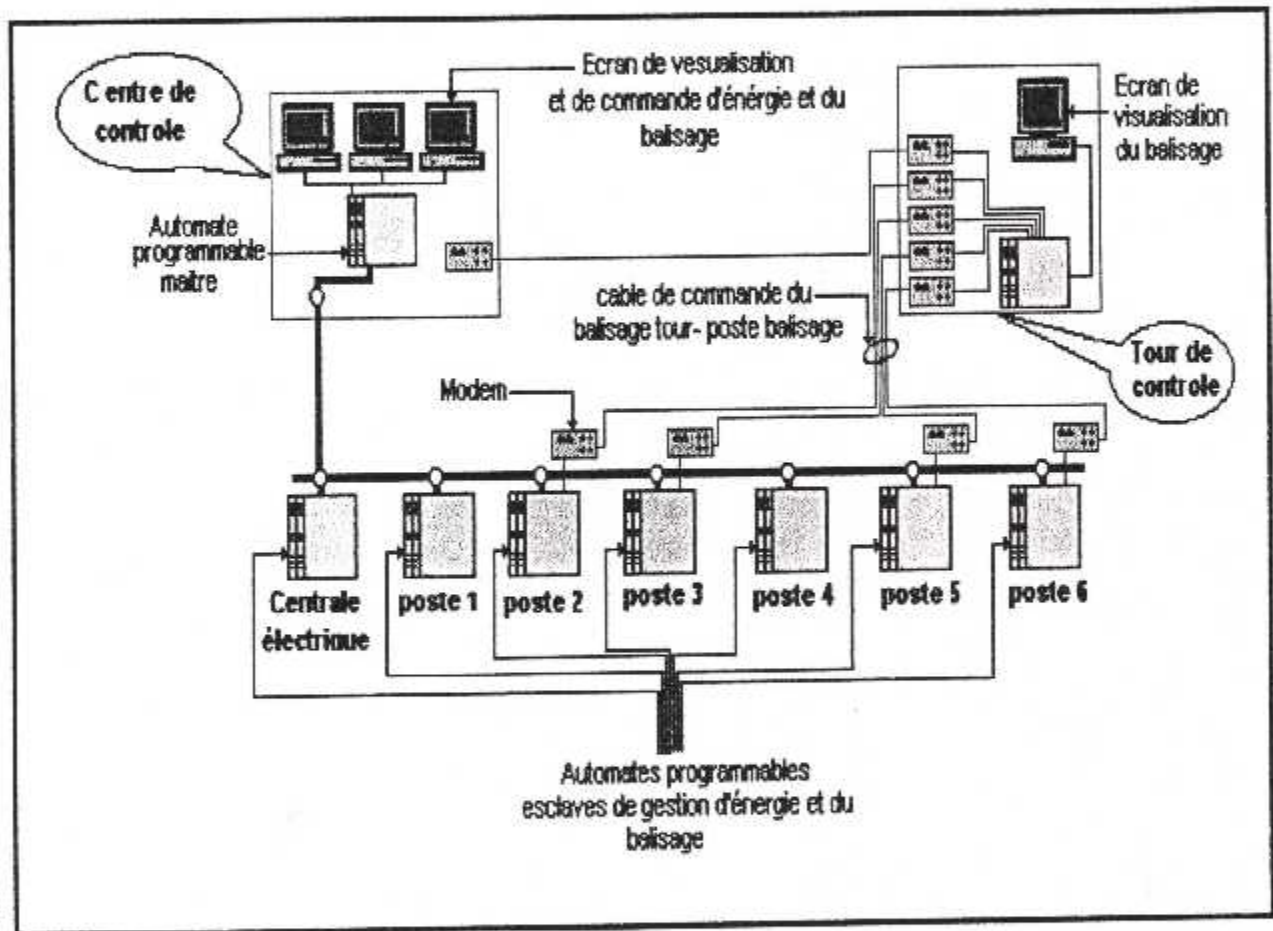 Centre de
controle
Ecran de vesualisation
et de commande d'énérgie et du
balisage
Ecran de
visualisation
du balisage
Automate
programmable
maitre
cable de commande du
balisage tour- poste balisage
Tour de
controle
Modem
Centrale
électrique
poste 1
poste 2
poste 3
poste 4
poste 5
poste 6
Automates programmables
esclaves de gestion d'énergie et du
balisage